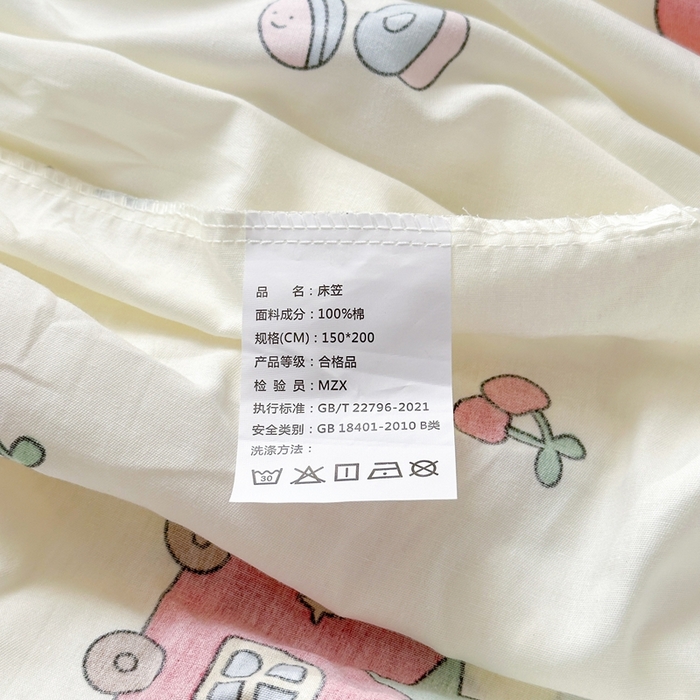 品 名：床笠
面料成分：100%棉
规格(CM)：150*200
产品等级：合格品
检 验 员：MZX
执行标准：GB/T 22796-2021
安全类别：GB 18401-2010 B类
洗涤方法：
30